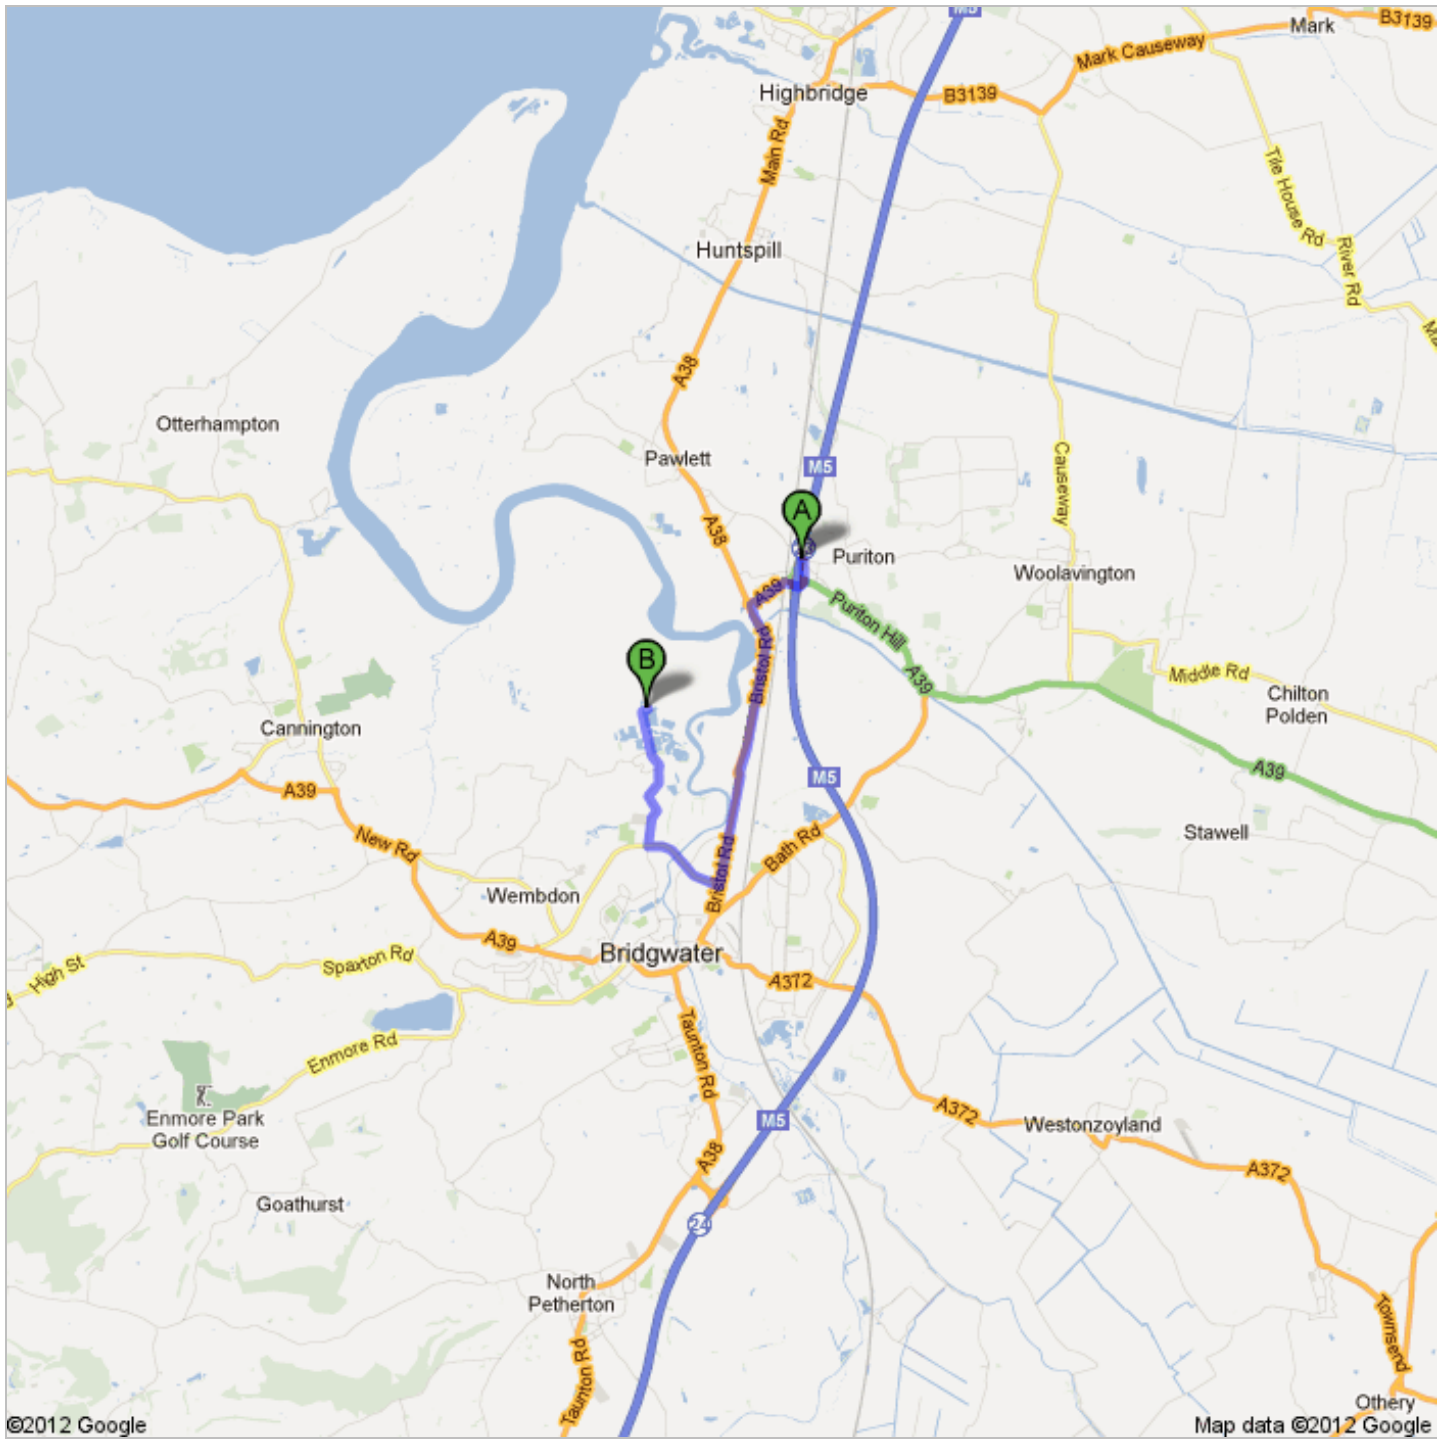 M5
B3139
Mark
Mark Causeway
Highbridge
B3139
Main Rd
Tile House Rd
Huntspill
River Rd
A38
Otterhampton
Pawlett
M5
Causeway
A
A38
Puriton
Woolavington
A39
Puriton Hill
Bristol Rd
B
A39
Middle Rd
Chilton
Polden
Cannington
A39
M5
A39
New Rd
Bath Rd
Stawell
Bristol Rd
Wembdon
A39
Bridgwater
Spaxton Rd
High St
A372
Taunton Rd
Enmore Rd
Enmore Park
Golf Course
M5
A372
Westonzoyland
A38
A372
Goathurst
24
North
Petherton
Townsend
Taunton Rd
Othery
©2012 Google
Map data ©2012 Google